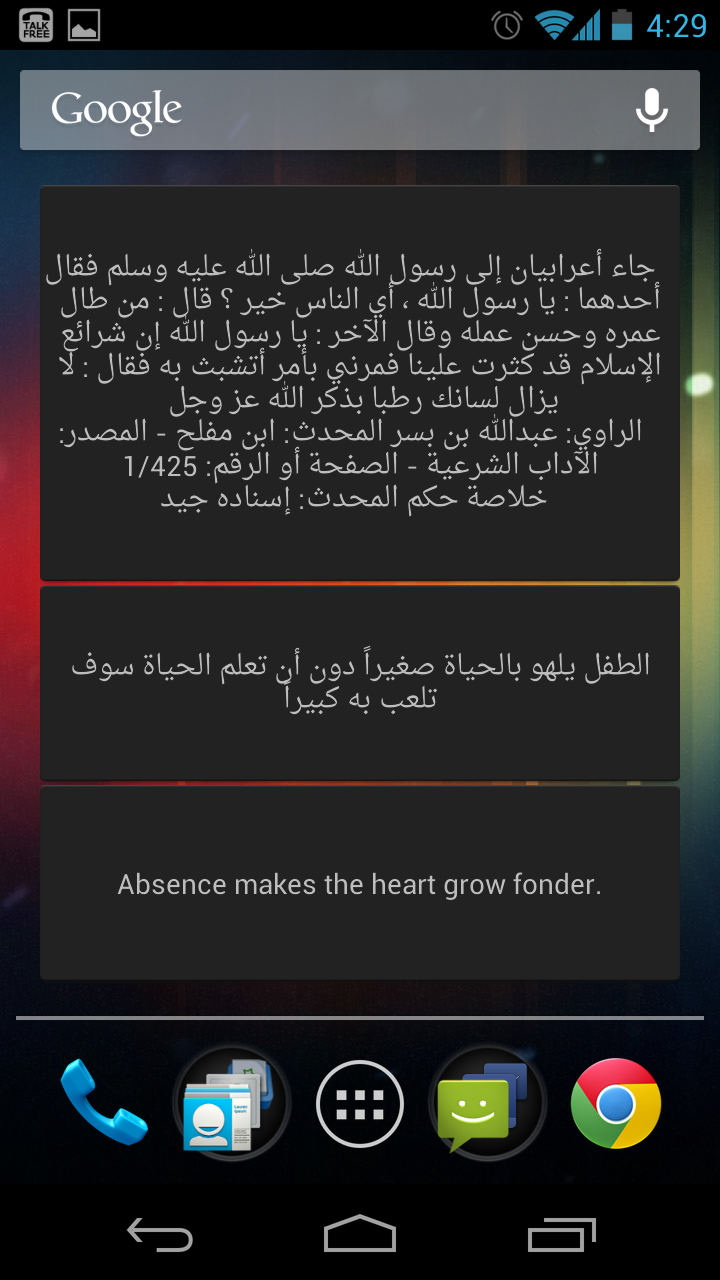 TALK
FREE
4:29
Google
جاء أعرابيان إلى رسول الله صلى الله عليه وسلم فقال
أحدهما : يا رسول الله ، أي الناس خير ؟ قال : من طال
عمره وحسن عمله وقال الآخر : يا رسول الله إن شرائع
الإسلام قد كثرت علينا فمرني بأمر أتشبث به فقال : لا
يزال لسانك رطبا بذكر الله عز وجل
الراوي: عبدالله بن بسر المحدث: ابن مفلح - المصدر:
الآداب الشرعية - الصفحة أو الرقم: 1/425
خلاصة حكم المحدث: إسناده جيد
الطفل يلهو بالحياة صغيراً دون أن تعلم الحياة سوف
تلعب به كبيراً
Absence makes the heart grow fonder.